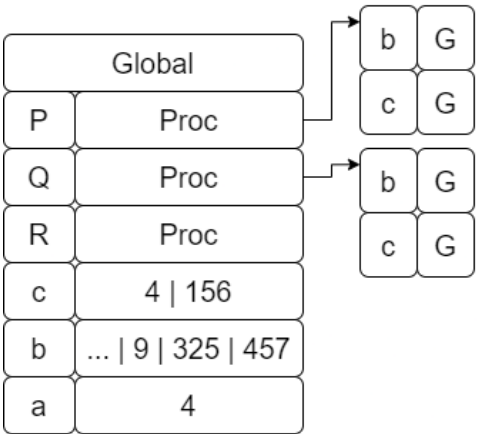 Global
P Proc
Q Proc
R Proc
c 4 | 156
b ... | 9 | 325 | 457
a 4
b G
c G
b G
c G